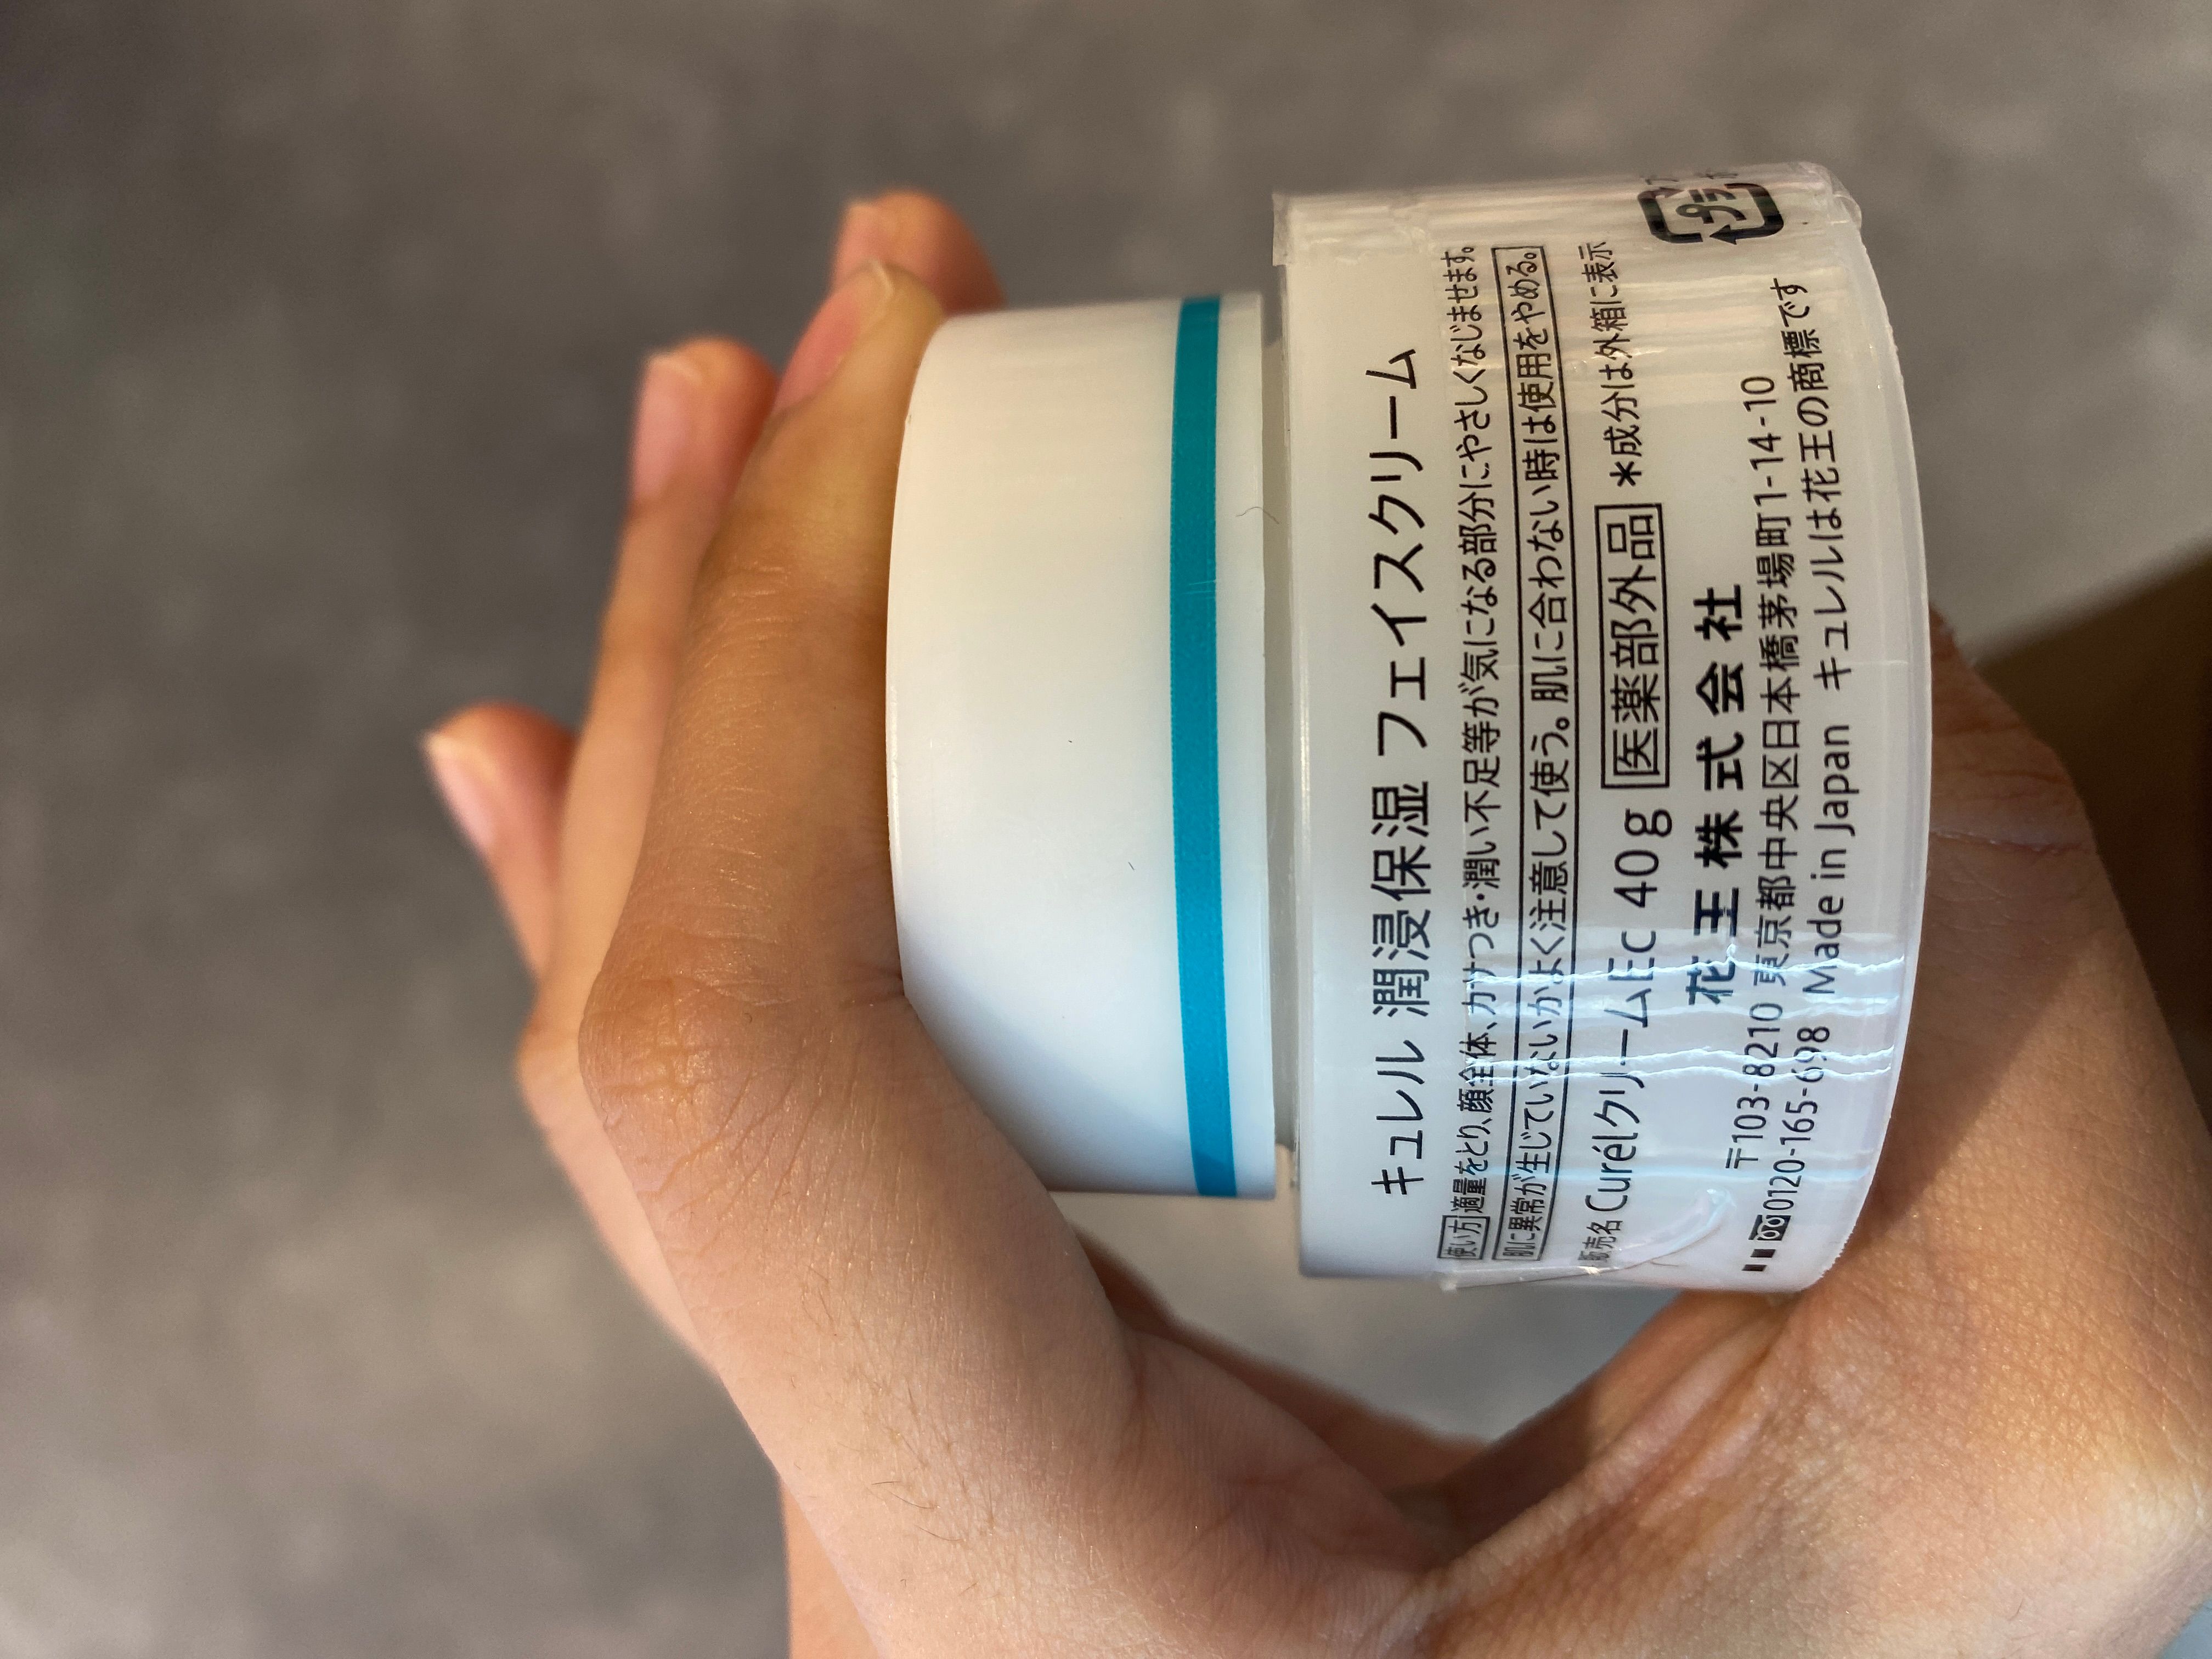 キュレル 潤浸保湿 フェイスクリーム
使い方 適量をとり、顔全体、カサつき・潤い不足等が気になる部分にやさしくなじませます。
肌に異常が生じていないかよく注意して使う。肌に合わない時は使用をやめる。
販売名 CurélクリームEC 40g 医薬部外品 *成分は外箱に表示
花王株式会社
〒103-8210 東京都中央区日本橋茅場町1-14-10
0120-165-698 Made in Japan キュレルは花王の商標です
プラ